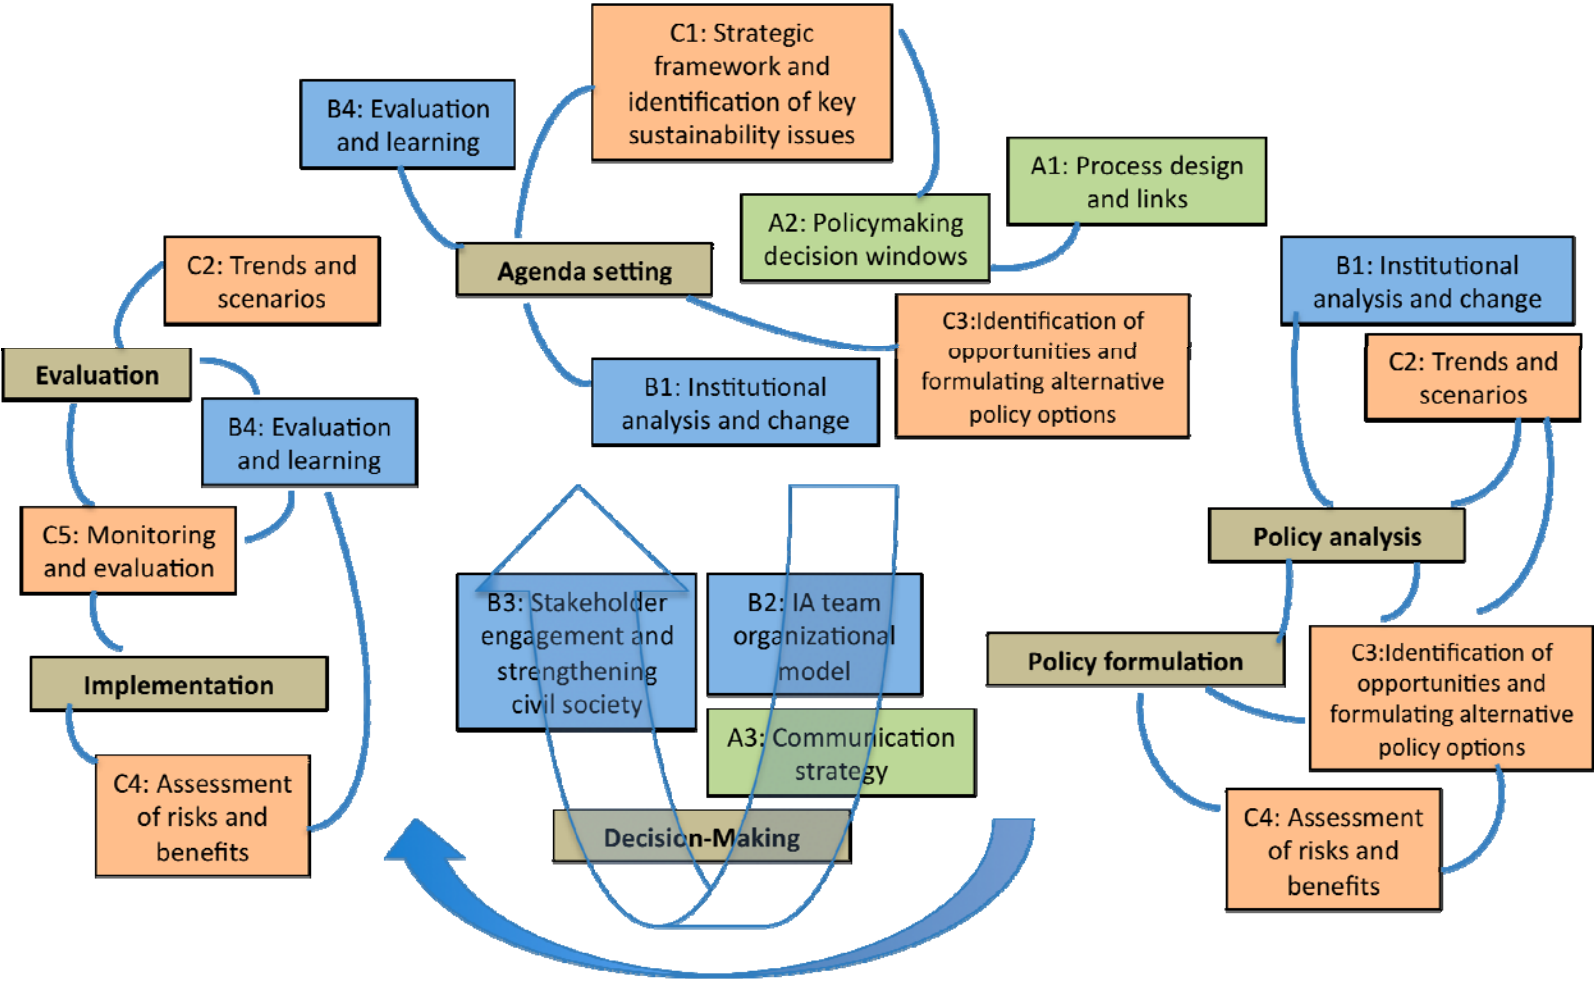 C1: Strategic
framework and
identification of key
sustainability issues
B4: Evaluation
and learning
A1: Process design
and links
A2: Policymaking
decision windows
Agenda setting
C2: Trends and
scenarios
B1: Institutional
analysis and change
C3:Identification of
opportunities and
formulating alternative
policy options
C2: Trends and
scenarios
Evaluation
B1: Institutional
analysis and change
B4: Evaluation
and learning
C5: Monitoring
and evaluation
Policy analysis
B3: Stakeholder
engagement and
strengthening
civil society
B2: IA team
organizational
model
Policy formulation
C3:Identification of
opportunities and
formulating alternative
policy options
Implementation
A3: Communication
strategy
C4: Assessment
of risks and
benefits
Decision-Making
C4: Assessment
of risks and
benefits